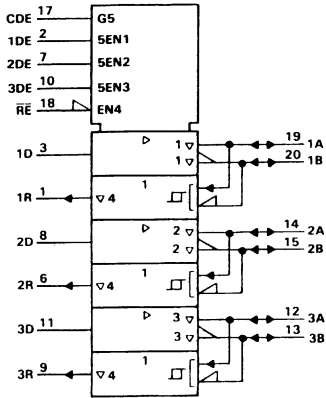 CDE 17 G5
1DE 2 5EN1
2DE 7 5EN2
3DE 10 5EN3
RE 18 EN4
1D 3 ▷ 1 ▽ 19 1A
1 ▽ 20 1B
1R 1 ▽ 4 1
2D 8 ▷ 2 ▽ 14 2A
2 ▽ 15 2B
2R 6 ▽ 4 1
3D 11 ▷ 3 ▽ 12 3A
3 ▽ 13 3B
3R 9 ▽ 4 1